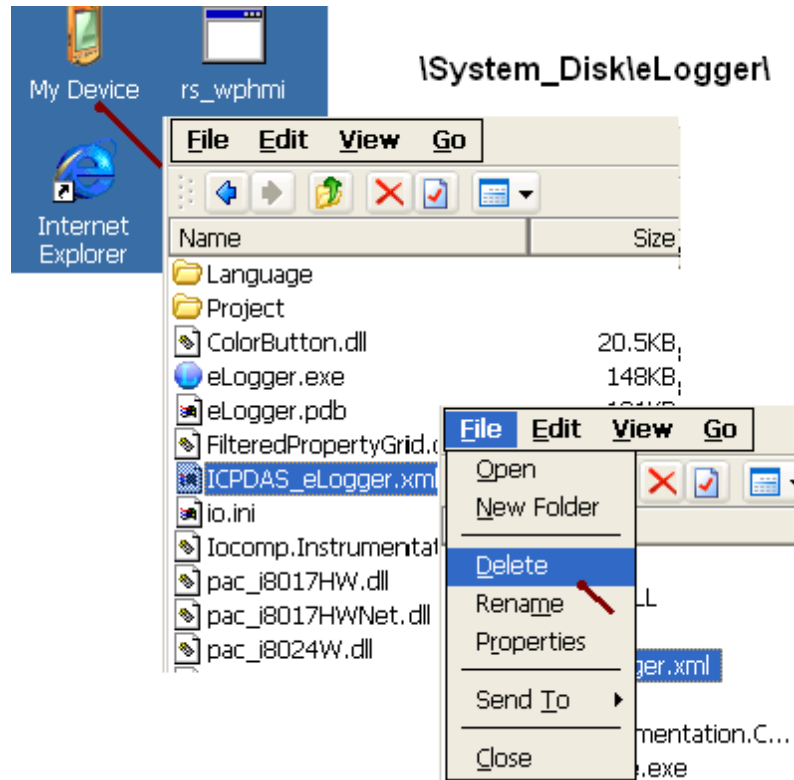 \System_Disk\eLogger\
My Device
rs_wphmi
Internet
Explorer
File Edit View Go
Name Size
Language
Project
ColorButton.dll 20.5KB
eLogger.exe 148KB
eLogger.pdb
FilteredPropertyGrid.
ICPDAS_eLogger.xml
io.ini
Iocomp.Instrumentat
pac_i8017HW.dll
pac_i8017HWNet.dll
pac_i8024W.dll
File Edit View Go
Open
New Folder
Delete
Rename
Properties
Send To
Close
LL
ger.xml
mentation.C...
.exe